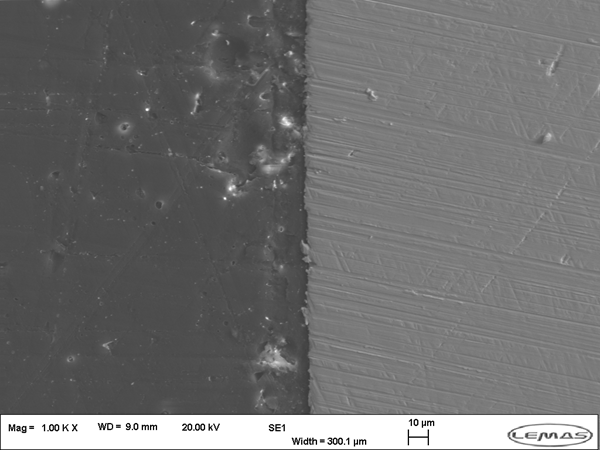 Mag = 1.00 K X WD = 9.0 mm 20.00 kV SE1 10 µm
Width = 300.1 µm
LEMAS